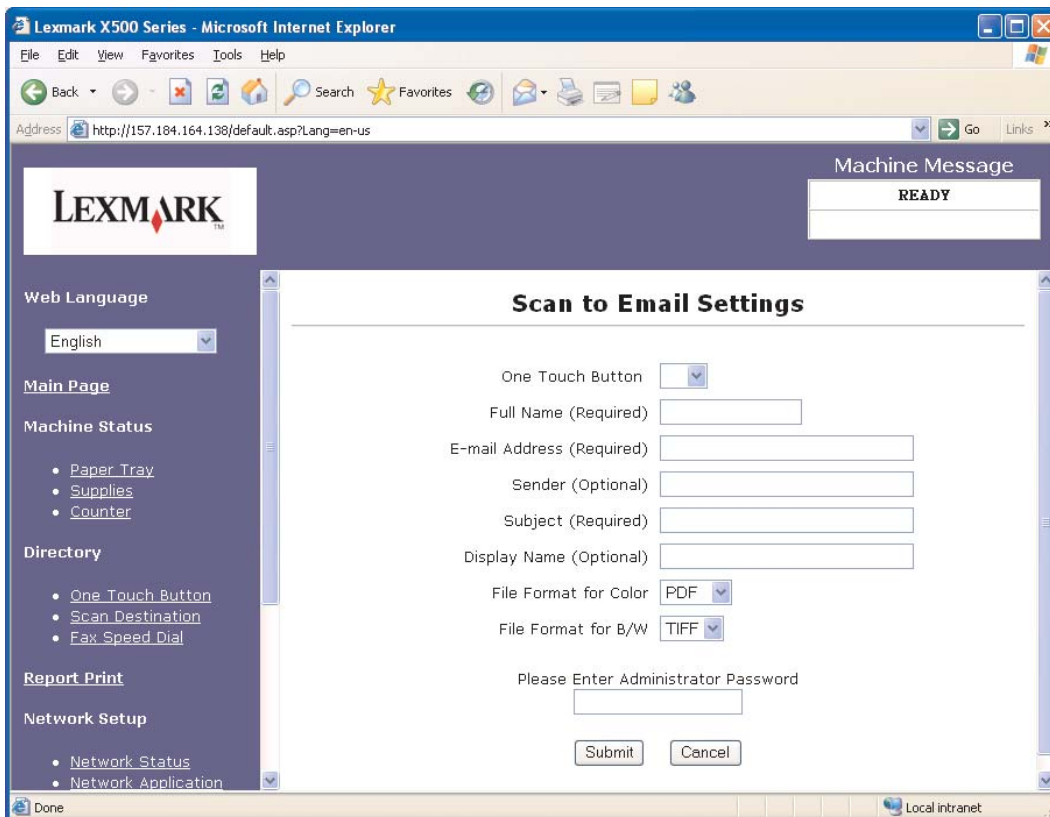 Lexmark X500 Series - Microsoft Internet Explorer
File Edit View Favorites Tools Help
Back Search Favorites
Address http://157.184.164.138/default.asp?Lang=en-us Go Links »
LEXMARK
TM
Machine Message
READY
Web Language
English
Main Page
Machine Status
• Paper Tray
• Supplies
• Counter
Directory
• One Touch Button
• Scan Destination
• Fax Speed Dial
Report Print
Network Setup
• Network Status
• Network Application
Scan to Email Settings
One Touch Button
Full Name (Required)
E-mail Address (Required)
Sender (Optional)
Subject (Required)
Display Name (Optional)
File Format for Color PDF
File Format for B/W TIFF
Please Enter Administrator Password
Submit Cancel
Done Local intranet